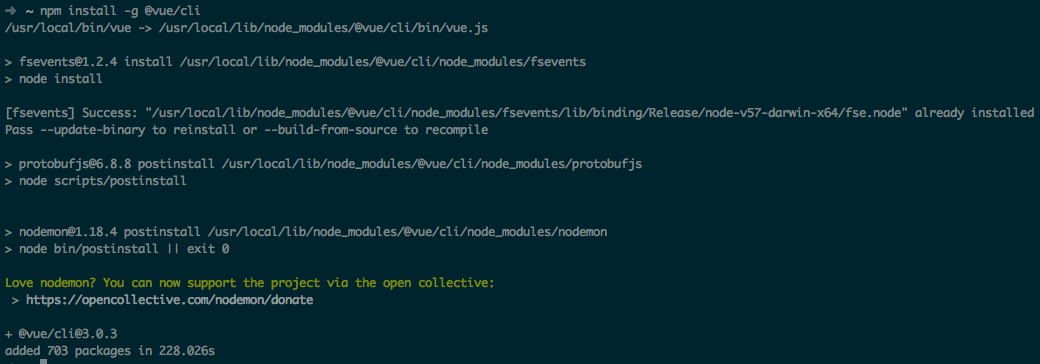 ➜ ~ npm install -g @vue/cli
/usr/local/bin/vue -> /usr/local/lib/node_modules/@vue/cli/bin/vue.js
> fsevents@1.2.4 install /usr/local/lib/node_modules/@vue/cli/node_modules/fsevents
> node install
[fsevents] Success: "/usr/local/lib/node_modules/@vue/cli/node_modules/fsevents/lib/binding/Release/node-v57-darwin-x64/fse.node" already installed
Pass --update-binary to reinstall or --build-from-source to recompile
> protobufjs@6.8.8 postinstall /usr/local/lib/node_modules/@vue/cli/node_modules/protobufjs
> node scripts/postinstall
> nodemon@1.18.4 postinstall /usr/local/lib/node_modules/@vue/cli/node_modules/nodemon
> node bin/postinstall || exit 0
Love nodemon? You can now support the project via the open collective:
> https://opencollective.com/nodemon/donate
+ @vue/cli@3.0.3
added 703 packages in 228.026s